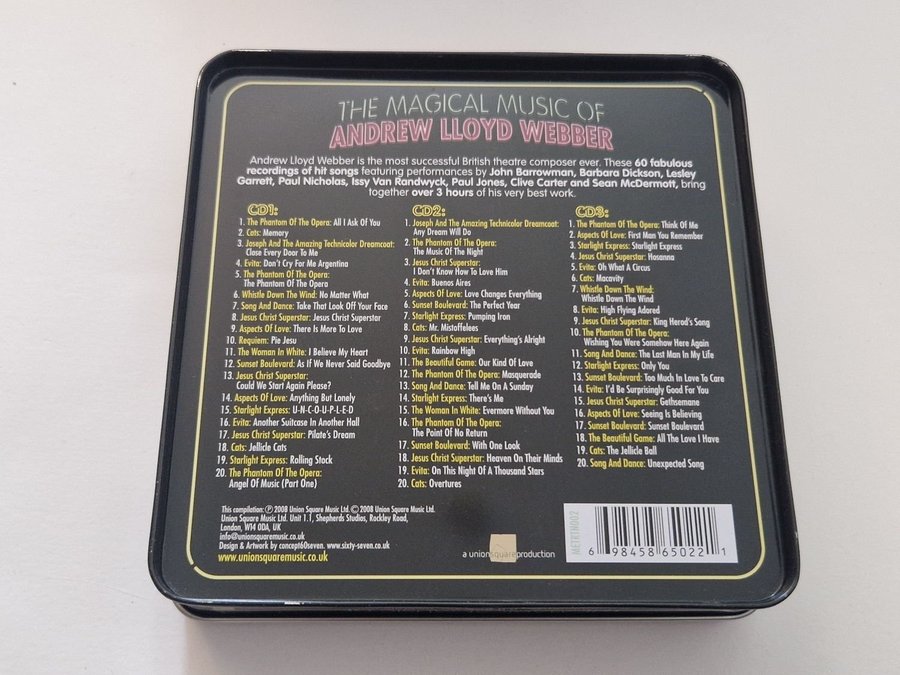 THE MAGICAL MUSIC OF
ANDREW LLOYD WEBBER
Andrew Lloyd Webber is the most successful British theatre composer ever. These 60 fabulous
recordings of hit songs featuring performances by John Barrowman, Barbara Dickson, Lesley
Garrett, Paul Nicholas, Issy Van Randwyck, Paul Jones, Clive Carter and Sean McDermott, bring
together over 3 hours of his very best work.
CD1:
1. The Phantom Of The Opera: All I Ask Of You
2. Cats: Memory
3. Joseph And The Amazing Technicolor Dreamcoat:
Close Every Door To Me
4. Evita: Don't Cry For Me Argentina
5. The Phantom Of The Opera:
The Phantom Of The Opera
6. Whistle Down The Wind: No Matter What
7. Song And Dance: Take That Look Off Your Face
8. Jesus Christ Superstar: Jesus Christ Superstar
9. Aspects Of Love: There Is More To Love
10. Requiem: Pie Jesu
11. The Woman In White: I Believe My Heart
12. Sunset Boulevard: As If We Never Said Goodbye
13. Jesus Christ Superstar:
Could We Start Again Please?
14. Aspects Of Love: Anything But Lonely
15. Starlight Express: U-N-C-O-U-P-L-E-D
16. Evita: Another Suitcase In Another Hall
17. Jesus Christ Superstar: Pilate's Dream
18. Cats: Jellicle Cats
19. Starlight Express: Rolling Stock
20. The Phantom Of The Opera:
Angel Of Music (Part One)
CD2:
1. Joseph And The Amazing Technicolor Dreamcoat:
Any Dream Will Do
2. The Phantom Of The Opera:
The Music Of The Night
3. Jesus Christ Superstar:
I Don't Know How To Love Him
4. Evita: Buenos Aires
5. Aspects Of Love: Love Changes Everything
6. Sunset Boulevard: The Perfect Year
7. Starlight Express: Pumping Iron
8. Cats: Mr. Mistoffelees
9. Jesus Christ Superstar: Everything's Alright
10. Evita: Rainbow High
11. The Beautiful Game: Our Kind Of Love
12. The Phantom Of The Opera: Masquerade
13. Song And Dance: Tell Me On A Sunday
14. Starlight Express: There's Me
15. The Woman In White: Evermore Without You
16. The Phantom Of The Opera:
The Point Of No Return
17. Sunset Boulevard: With One Look
18. Jesus Christ Superstar: Heaven On Their Minds
19. Evita: On This Night Of A Thousand Stars
20. Cats: Overtures
CD3:
1. The Phantom Of The Opera: Think Of Me
2. Aspects Of Love: First Man You Remember
3. Starlight Express: Starlight Express
4. Jesus Christ Superstar: Hosanna
5. Evita: Oh What A Circus
6. Cats: Macavity
7. Whistle Down The Wind:
Whistle Down The Wind
8. Evita: High Flying Adored
9. Jesus Christ Superstar: King Herod's Song
10. The Phantom Of The Opera:
Wishing You Were Somehow Here Again
11. Song And Dance: The Last Man In My Life
12. Starlight Express: Only You
13. Sunset Boulevard: Too Much In Love To Care
14. Evita: I'd Be Surprisingly Good For You
15. Jesus Christ Superstar: Gethsemane
16. Aspects Of Love: Seeing Is Believing
17. Sunset Boulevard: Sunset Boulevard
18. The Beautiful Game: All The Love I Have
19. Cats: The Jellicle Ball
20. Song And Dance: Unexpected Song
This compilation: ℗ 2008 Union Square Music Ltd. © 2008 Union Square Music Ltd.
Union Square Music Ltd. Unit 1.1, Shepherds Studios, Rockley Road,
London, W14 0DA, UK
info@unionsquaremusic.co.uk
Design & Artwork by concept60seven. www.sixty-seven.co.uk
www.unionsquaremusic.co.uk
a unionsquareproduction
METRTN002
6 98458 65022 1